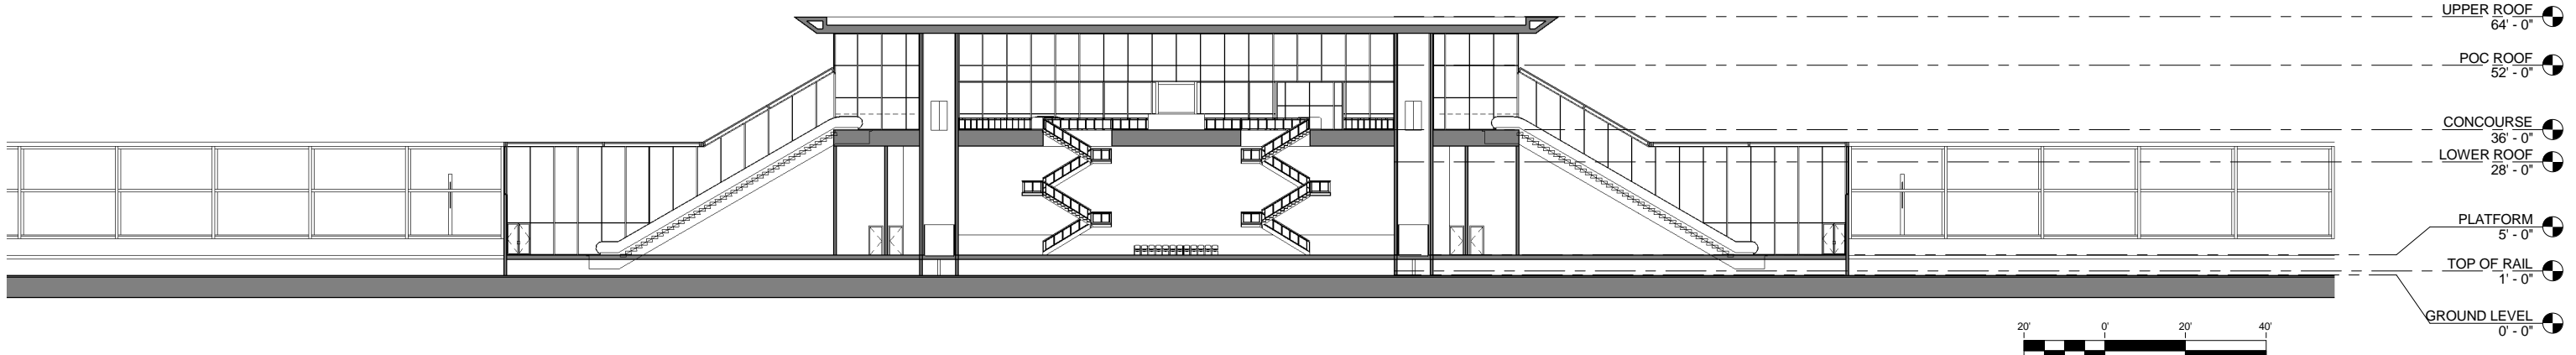 UPPER ROOF
64' - 0"
POC ROOF
52' - 0"
CONCOURSE
36' - 0"
LOWER ROOF
28' - 0"
PLATFORM
5' - 0"
TOP OF RAIL
1' - 0"
GROUND LEVEL
0' - 0"
20' 0' 20' 40'